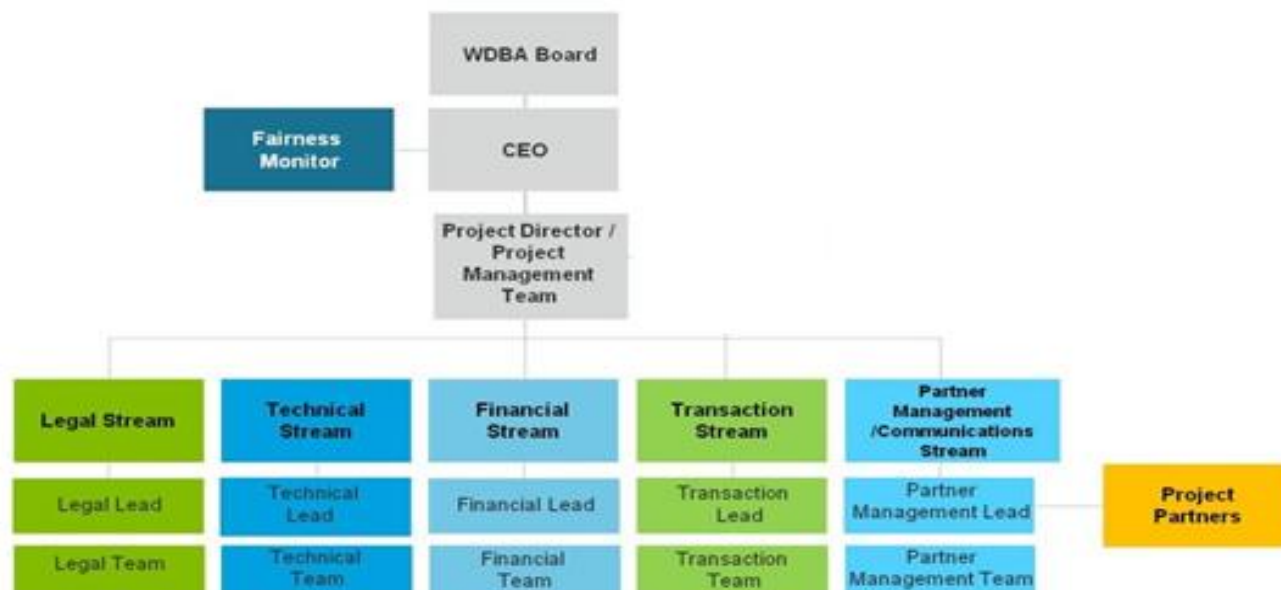 WDBA Board
Fairness
Monitor
CEO
Project Director /
Project
Management
Team
Legal Stream
Technical
Stream
Financial
Stream
Transaction
Stream
Partner
Management
/Communications
Stream
Legal Lead
Technical
Lead
Financial Lead
Transaction
Lead
Partner
Management Lead
Project
Partners
Legal Team
Technical
Team
Financial
Team
Transaction
Team
Partner
Management Team